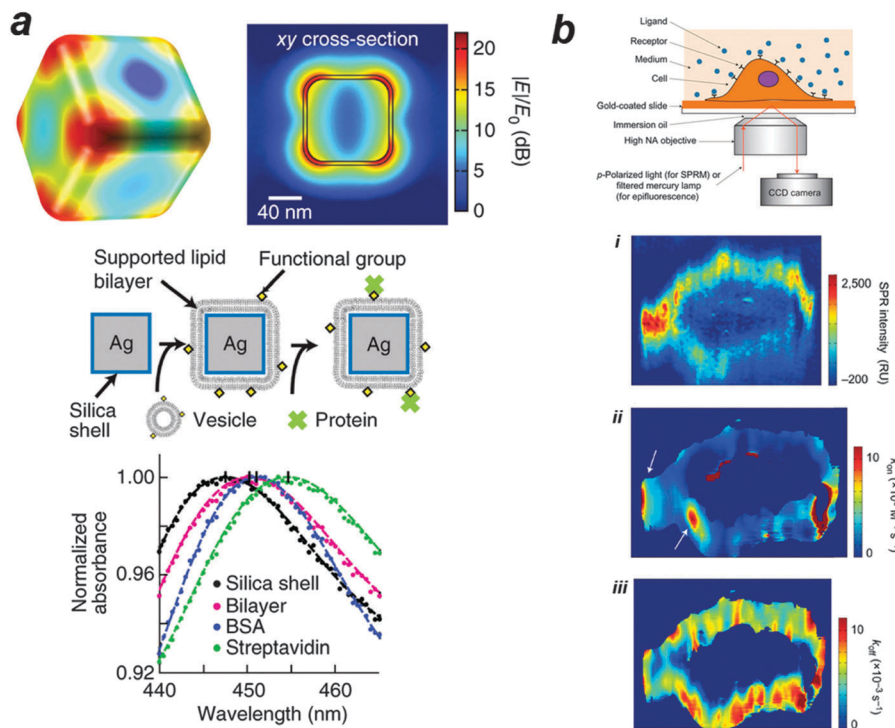 a
xy cross-section
|E|/E0 (dB)
20
15
10
5
0
40 nm
Supported lipid
bilayer
Functional group
Ag
Ag
Ag
Silica
shell
Vesicle
Protein
Normalized
absorbance
1.00
0.96
0.92
Silica shell
Bilayer
BSA
Streptavidin
440
450
460
Wavelength (nm)
b
Ligand
Receptor
Medium
Cell
Gold-coated slide
Immersion oil
High NA objective
p-Polarized light (for SPRM) or
filtered mercury lamp
(for epifluorescence)
CCD camera
i
2,500
–200
SPR intensity
(RU)
ii
10
8
6
4
2
0
iii
10
0
koff (×10–3 s–1)